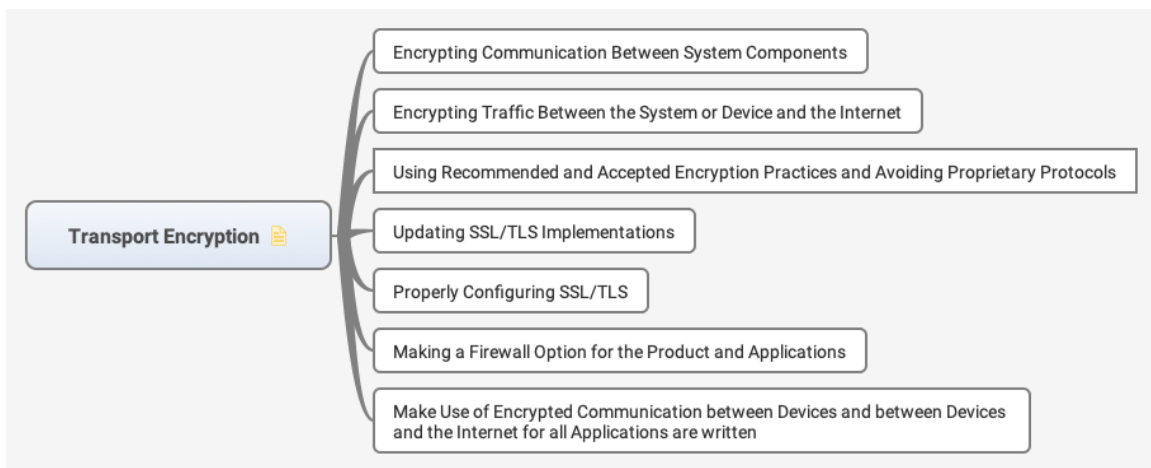 Encrypting Communication Between System Components
Encrypting Traffic Between the System or Device and the Internet
Using Recommended and Accepted Encryption Practices and Avoiding Proprietary Protocols
Transport Encryption
Updating SSL/TLS Implementations
Properly Configuring SSL/TLS
Making a Firewall Option for the Product and Applications
Make Use of Encrypted Communication between Devices and between Devices
and the Internet for all Applications are written